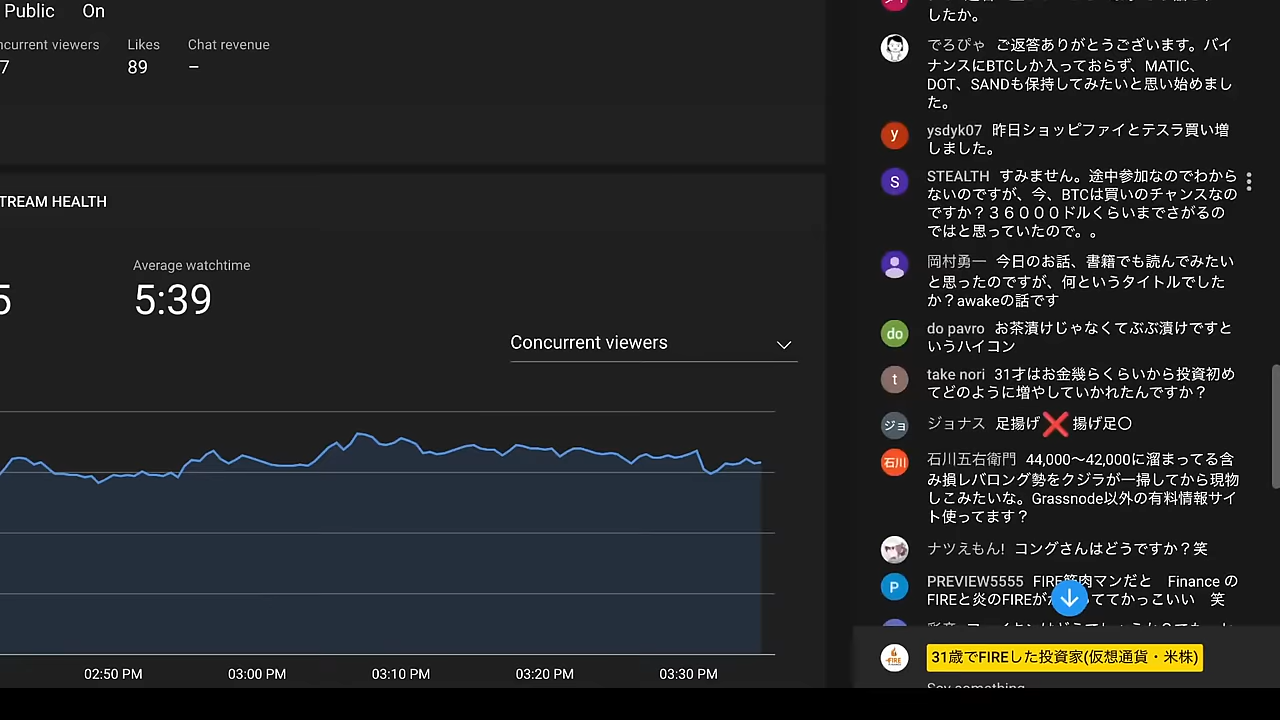 Public On
ncurrent viewers Likes Chat revenue
7 89 –
TREAM HEALTH
Average watchtime
5 5:39
Concurrent viewers
02:50 PM 03:00 PM 03:10 PM 03:20 PM 03:30 PM
したか。
でろぴゃ ご返答ありがとうございます。バイ
ナンスにBTCしか入っておらず、MATIC、
DOT、SANDも保持してみたいと思い始めまし
た。
y
ysdyk07 昨日ショッピファイとテスラ買い増
しました。
S
STEALTH すみません。途中参加なのでわから
ないのですが、今、BTCは買いのチャンスなの
ですか？３６０００ドルくらいまでさがるの
ではと思っていたので。。
岡村勇一 今日のお話、書籍でも読んでみたい
と思ったのですが、何というタイトルでした
か？awakeの話です
do
do pavro お茶漬けじゃなくてぶぶ漬けですと
いうハイコン
t
take nori 31才はお金幾らくらいから投資初め
てどのように増やしていかれたんですか？
ジョ
ジョナス 足揚げ❌揚げ足〇
石川
石川五右衛門 44,000〜42,000に溜まってる含
み損レバロング勢をクジラが一掃してから現物
しこみたいな。Grassnode以外の有料情報サイ
ト使ってます？
ナツえもん! コングさんはどうですか？笑
P
PREVIEW5555 FIRE筋肉マンだと Finance の
FIREと炎のFIREが ててかっこいい 笑
FIRE
31歳でFIREした投資家(仮想通貨・米株)
Say something